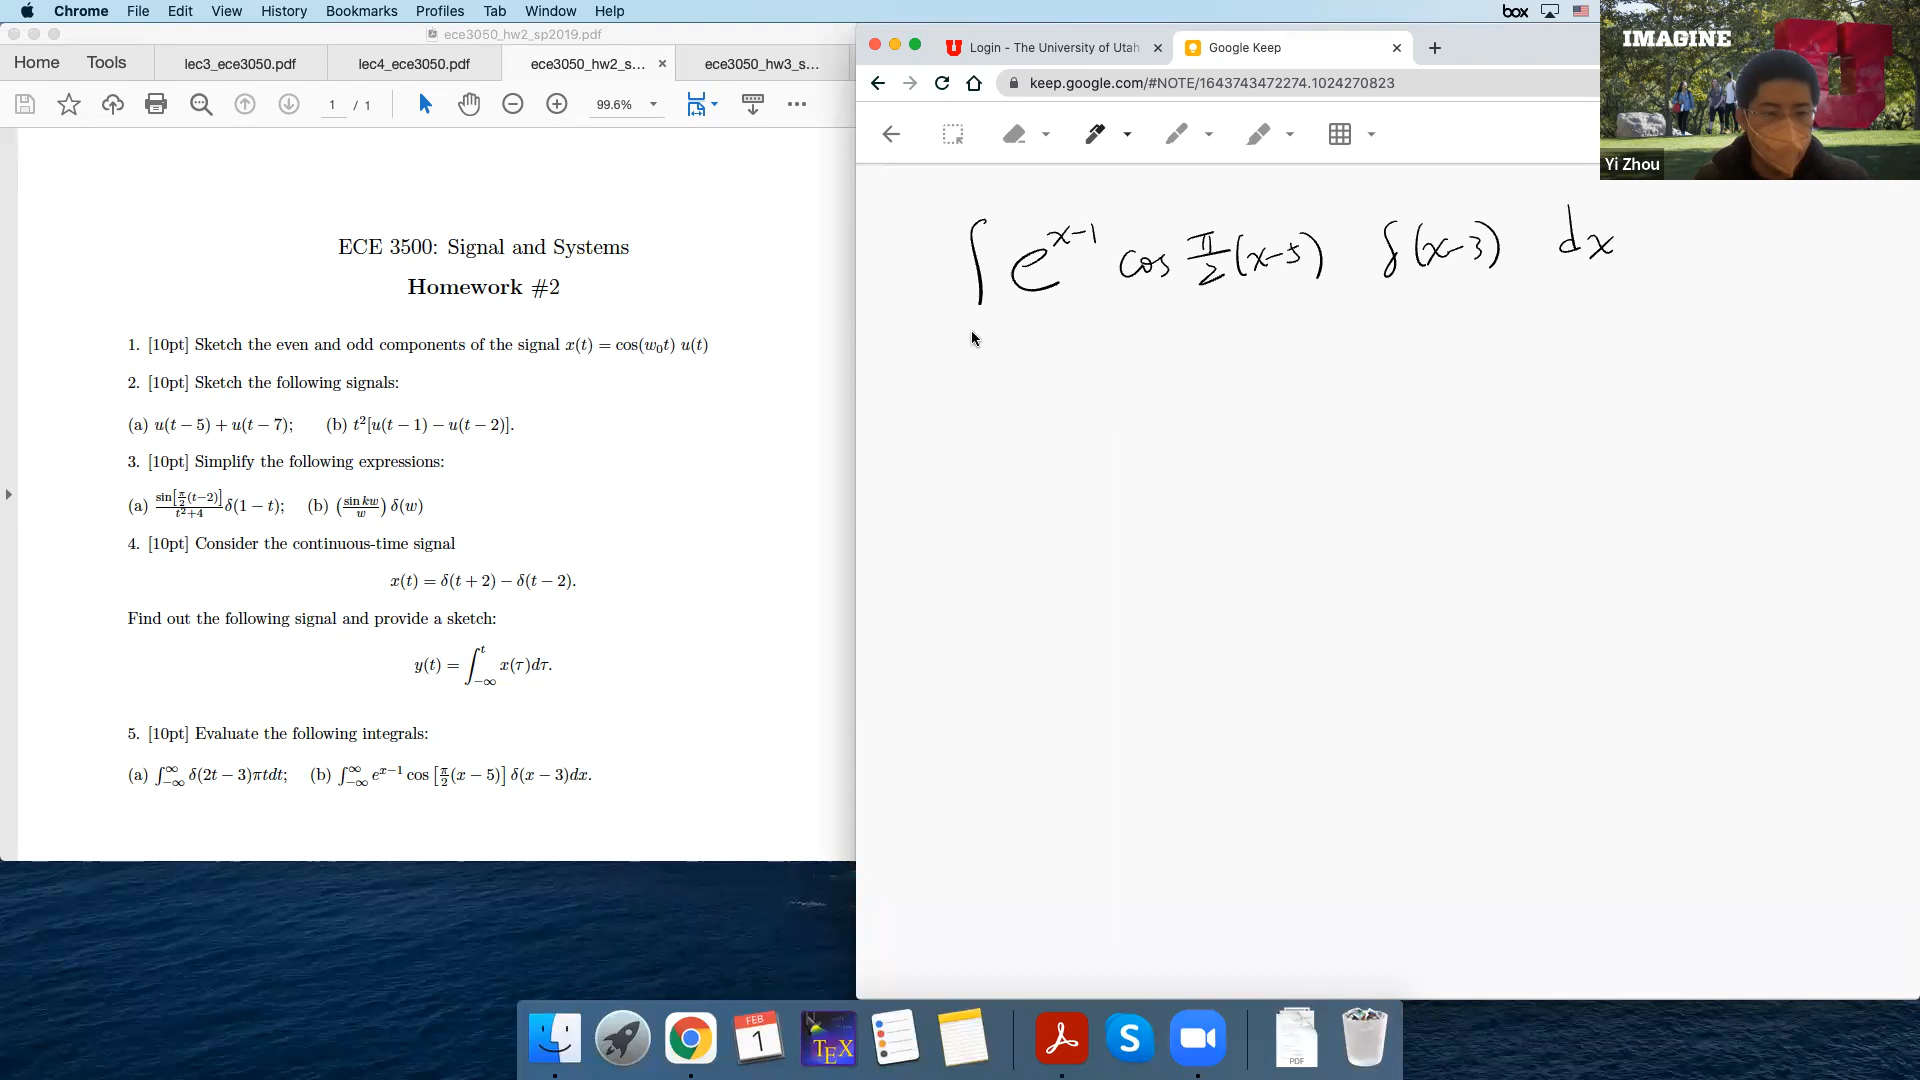 Chrome File Edit View History Bookmarks Profiles Tab Window Help
box
ece3050_hw2_sp2019.pdf
Home Tools lec3_ece3050.pdf lec4_ece3050.pdf ece3050_hw2_s... × ece3050_hw3_s...
1 / 1 99.6%
ECE 3500: Signal and Systems
Homework #2
1. [10pt] Sketch the even and odd components of the signal x(t) = cos(w₀t) u(t)
2. [10pt] Sketch the following signals:
(a) u(t − 5) + u(t − 7); (b) t²[u(t − 1) − u(t − 2)].
3. [10pt] Simplify the following expressions:
(a) sin[π/2(t−2)]/t²+4 δ(1 − t); (b) (sin kw/w) δ(w)
4. [10pt] Consider the continuous-time signal
x(t) = δ(t + 2) − δ(t − 2).
Find out the following signal and provide a sketch:
y(t) = ∫_{−∞}^{t} x(τ)dτ.
5. [10pt] Evaluate the following integrals:
(a) ∫_{−∞}^{∞} δ(2t − 3)πtdt; (b) ∫_{−∞}^{∞} e^{x−1} cos [π/2(x − 5)] δ(x − 3)dx.
Login - The University of Utah × Google Keep ×
keep.google.com/#NOTE/1643743472274.1024270823
∫ e^{x−1} cos π/2 (x−5) δ(x−3) dx
IMAGINE
U
Yi Zhou
FEB
1
TEX
S
PDF